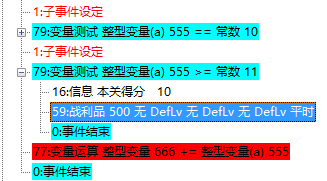 1:子事件设定
79:变量测试 整型变量(a) 555 <= 常数 10
1:子事件设定
79:变量测试 整型变量(a) 555 >= 常数 11
16:信息 本关得分 10
59:战利品 500 无 DefLv 无 DefLv 无 DefLv 平时
0:事件结束
77:变量运算 整型变量 666 += 整型变量(a) 555
0:事件结束